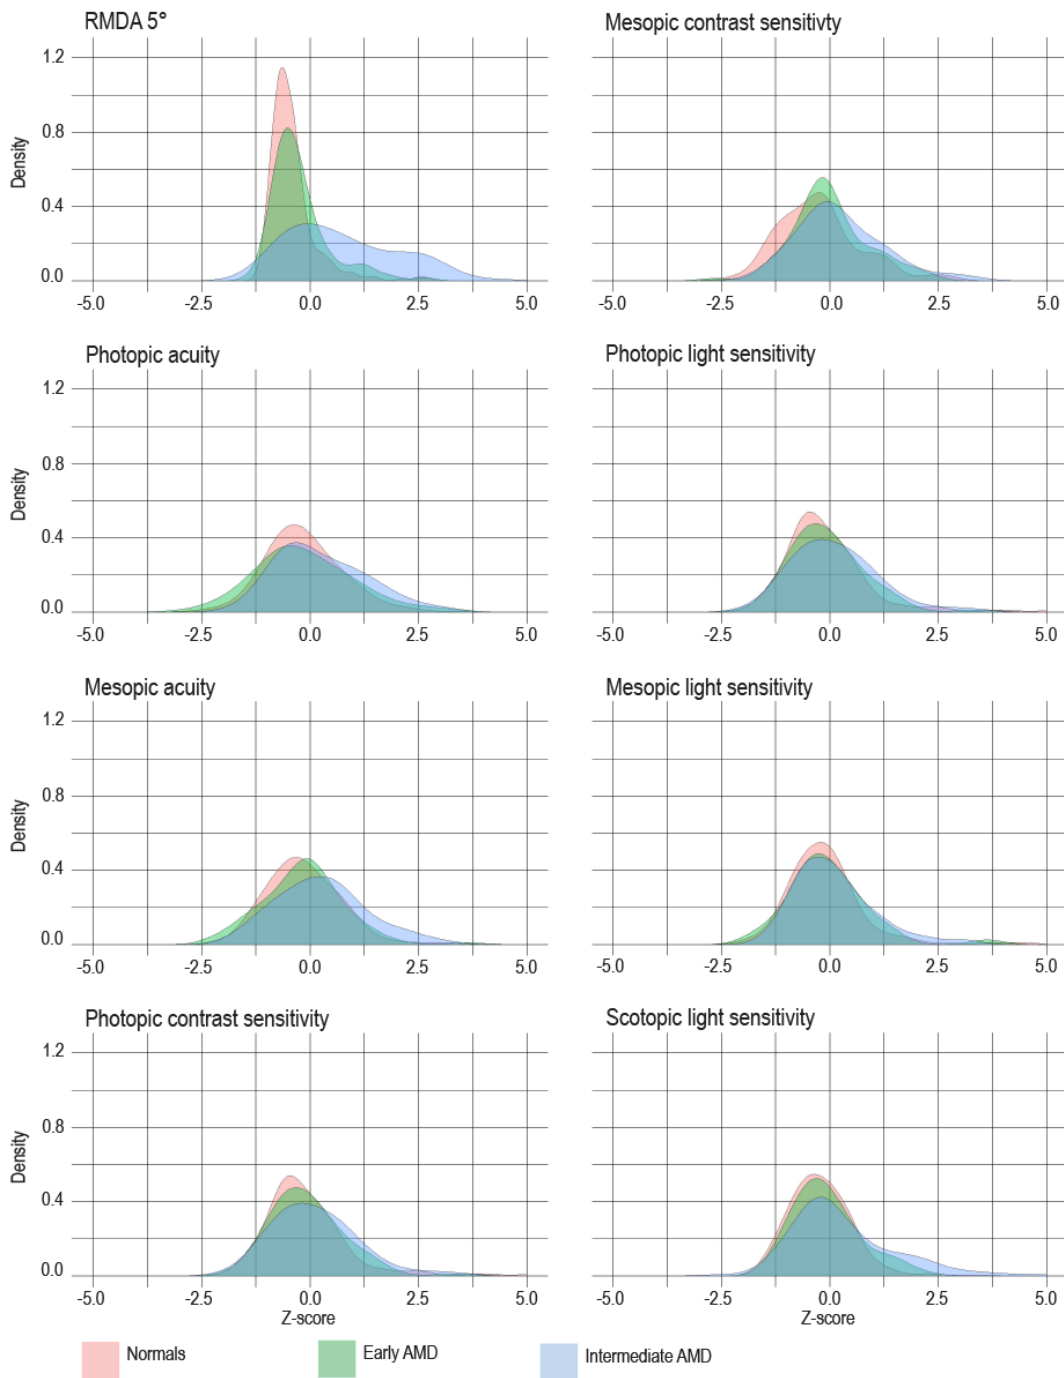 RMDA 5°
Mesopic contrast sensitivty
1.2
0.8
0.4
0.0
Density
-5.0 -2.5 0.0 2.5 5.0
-5.0 -2.5 0.0 2.5 5.0
Photopic acuity
Photopic light sensitivity
1.2
0.8
0.4
0.0
Density
-5.0 -2.5 0.0 2.5 5.0
-5.0 -2.5 0.0 2.5 5.0
Mesopic acuity
Mesopic light sensitivity
1.2
0.8
0.4
0.0
Density
-5.0 -2.5 0.0 2.5 5.0
-5.0 -2.5 0.0 2.5 5.0
Photopic contrast sensitivity
Scotopic light sensitivity
1.2
0.8
0.4
0.0
Density
-5.0 -2.5 0.0 2.5 5.0
-5.0 -2.5 0.0 2.5 5.0
Z-score
Z-score
Normals
Early AMD
Intermediate AMD